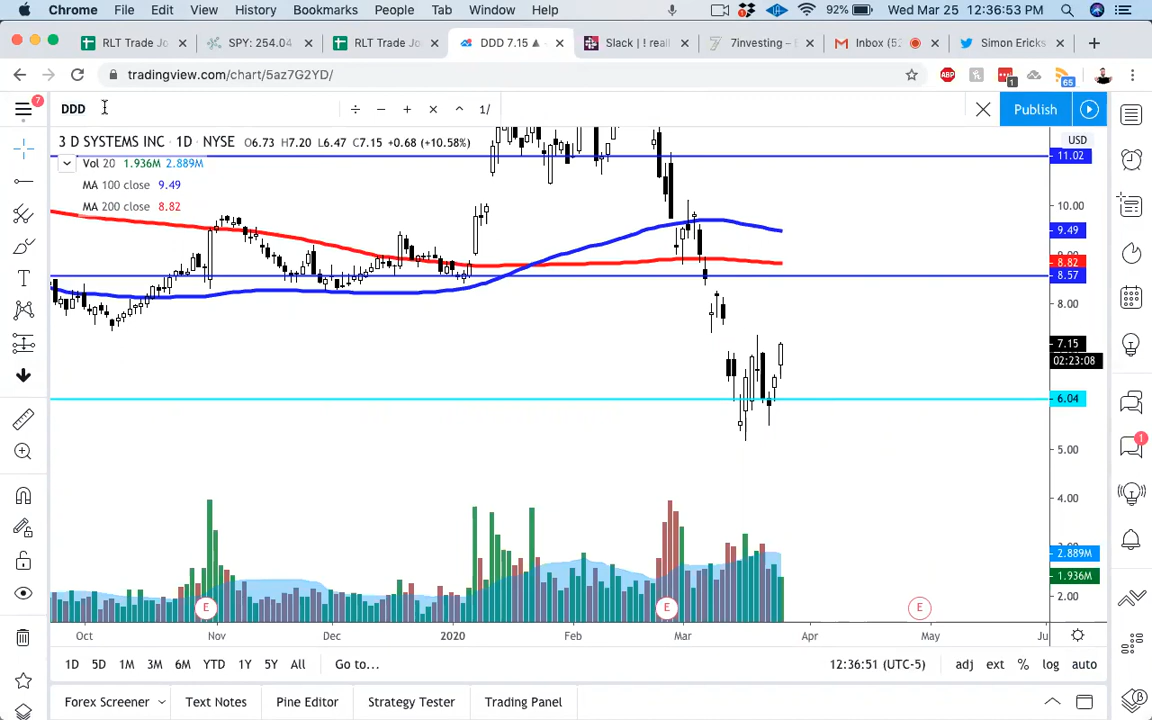 Chrome File Edit View History Bookmarks People Tab Window Help 92% Wed Mar 25 12:36:53 PM
RLT Trade Jo SPY: 254.04 RLT Trade Jo DDD 7.15 ▲ Slack | ! reall 7investing – Inbox (5 Simon Ericks
tradingview.com/chart/5az7G2YD/ ABP 1 65
7 DDD ÷ − + × 1/ Publish
3 D SYSTEMS INC · 1D · NYSE O6.73 H7.20 L6.47 C7.15 +0.68 (+10.58%) USD
Vol 20 1.936M 2.889M 11.02
MA 100 close 9.49
MA 200 close 8.82 10.00
9.49
8.82
8.57
8.00
7.15
02:23:08
6.04
5.00
1
4.00
2.889M
1.936M
2.00
E E E
Oct Nov Dec 2020 Feb Mar Apr May Ju
1D 5D 1M 3M 6M YTD 1Y 5Y All Go to... 12:36:51 (UTC-5) adj ext % log auto
Forex Screener Text Notes Pine Editor Strategy Tester Trading Panel